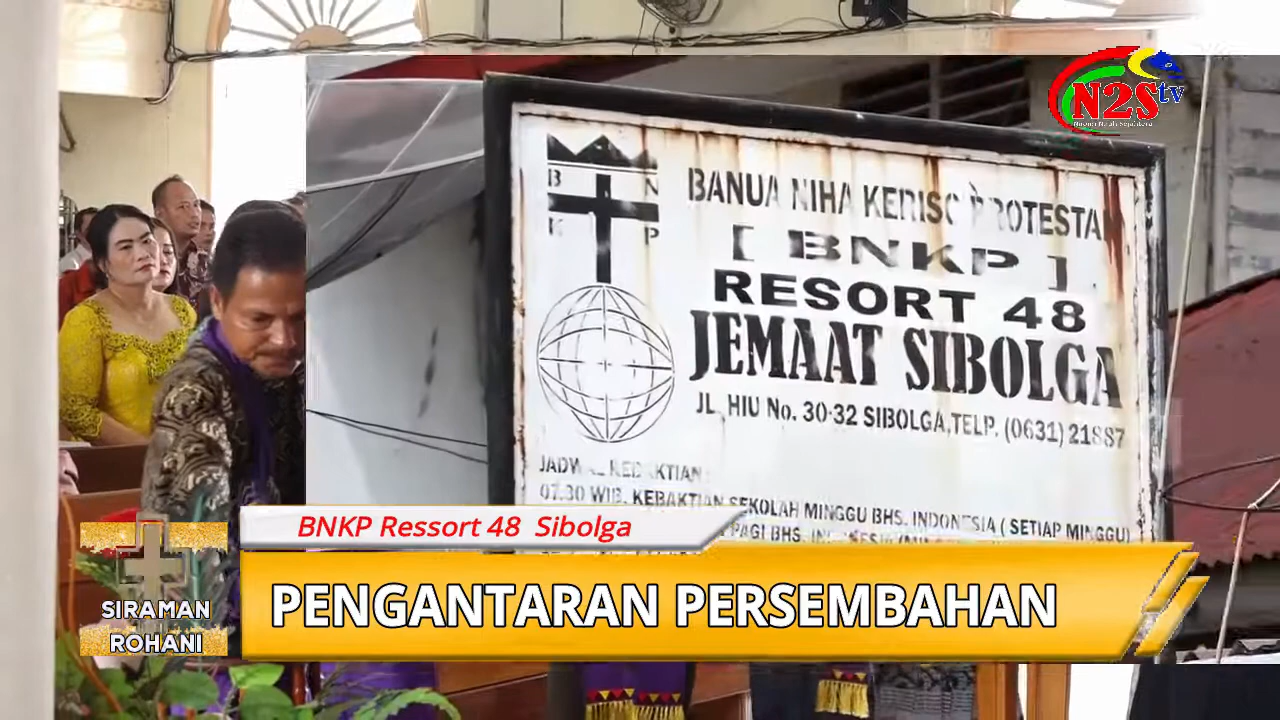 N2S tv
B N
K P
BANUA NIHA KERISO PROTESTAN
[ BNKP ]
RESORT 48
JEMAAT SIBOLGA
JL. HIU No. 30-32 SIBOLGA,TELP. (0631) 21887
07.30 WIB. KEBAKTIAN SEKOLAH MINGGU BHS. INDONESIA ( SETIAP MINGGU)
PAGI BHS.
BNKP Ressort 48 Sibolga
PENGANTARAN PERSEMBAHAN
SIRAMAN
ROHANI